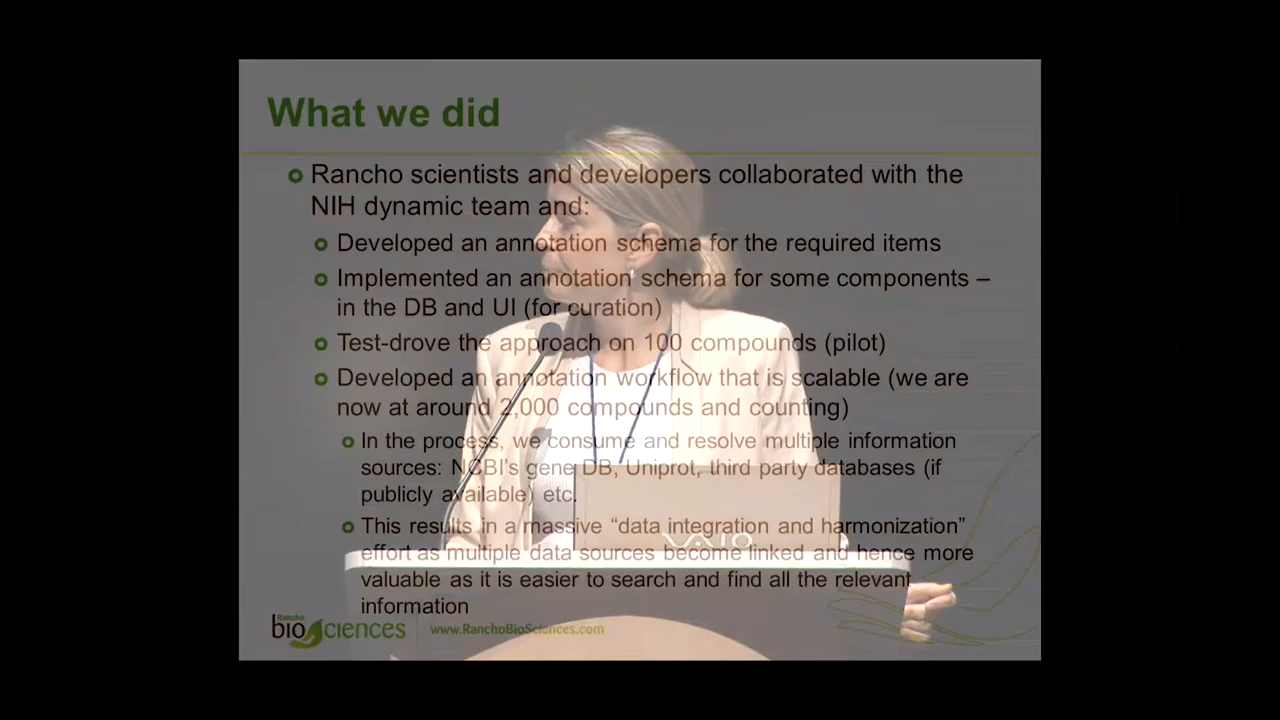 What we did
Rancho scientists and developers collaborated with the
NIH dynamic team and:
Developed an annotation schema for the required items
Implemented an annotation schema for some components –
in the DB and UI (for curation)
Test-drove the approach on 100 compounds (pilot)
Developed an annotation workflow that is scalable (we are
now at around 2,000 compounds and counting)
In the process, we consume and resolve multiple information
sources: NCBI's gene DB, Uniprot, third party databases (if
publicly available) etc.
This results in a massive “data integration and harmonization”
effort as multiple data sources become linked and hence more
valuable as it is easier to search and find all the relevant
information
VAIO
Rancho
biosciences www.RanchoBioSciences.com